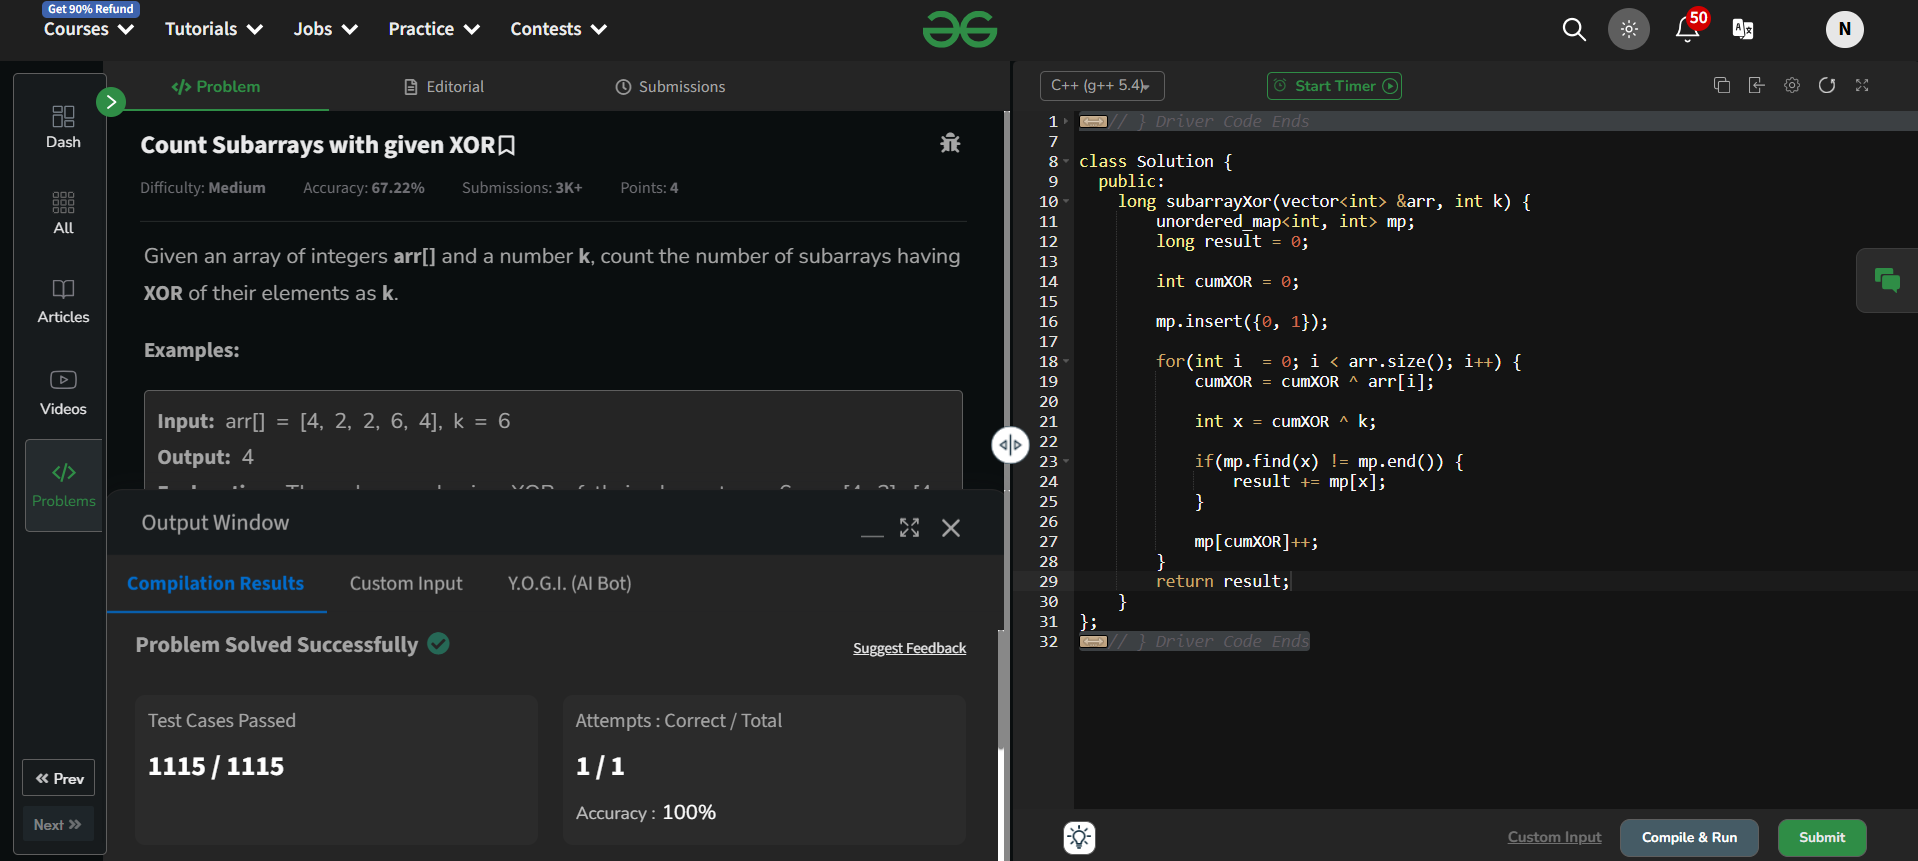 Get 90% Refund
Courses Tutorials Jobs Practice Contests
50
N
Dash
All
Articles
Videos
Problems
Prev
Next
Problem Editorial Submissions
Count Subarrays with given XOR
Difficulty: Medium Accuracy: 67.22% Submissions: 3K+ Points: 4
Given an array of integers arr[] and a number k, count the number of subarrays having
XOR of their elements as k.
Examples:
Input: arr[] = [4, 2, 2, 6, 4], k = 6
Output: 4
Output Window
Compilation Results Custom Input Y.O.G.I. (AI Bot)
Problem Solved Successfully
Suggest Feedback
Test Cases Passed
1115 / 1115
Attempts : Correct / Total
1 / 1
Accuracy : 100%
C++ (g++ 5.4)
Start Timer
1 // } Driver Code Ends
7
8 class Solution {
9 public:
10 long subarrayXor(vector<int> &arr, int k) {
11 unordered_map<int, int> mp;
12 long result = 0;
13
14 int cumXOR = 0;
15
16 mp.insert({0, 1});
17
18 for(int i  = 0; i < arr.size(); i++) {
19 cumXOR = cumXOR ^ arr[i];
20
21 int x = cumXOR ^ k;
22
23 if(mp.find(x) != mp.end()) {
24 result += mp[x];
25 }
26
27 mp[cumXOR]++;
28 }
29 return result;
30 }
31 };
32 // } Driver Code Ends
Custom Input
Compile & Run
Submit